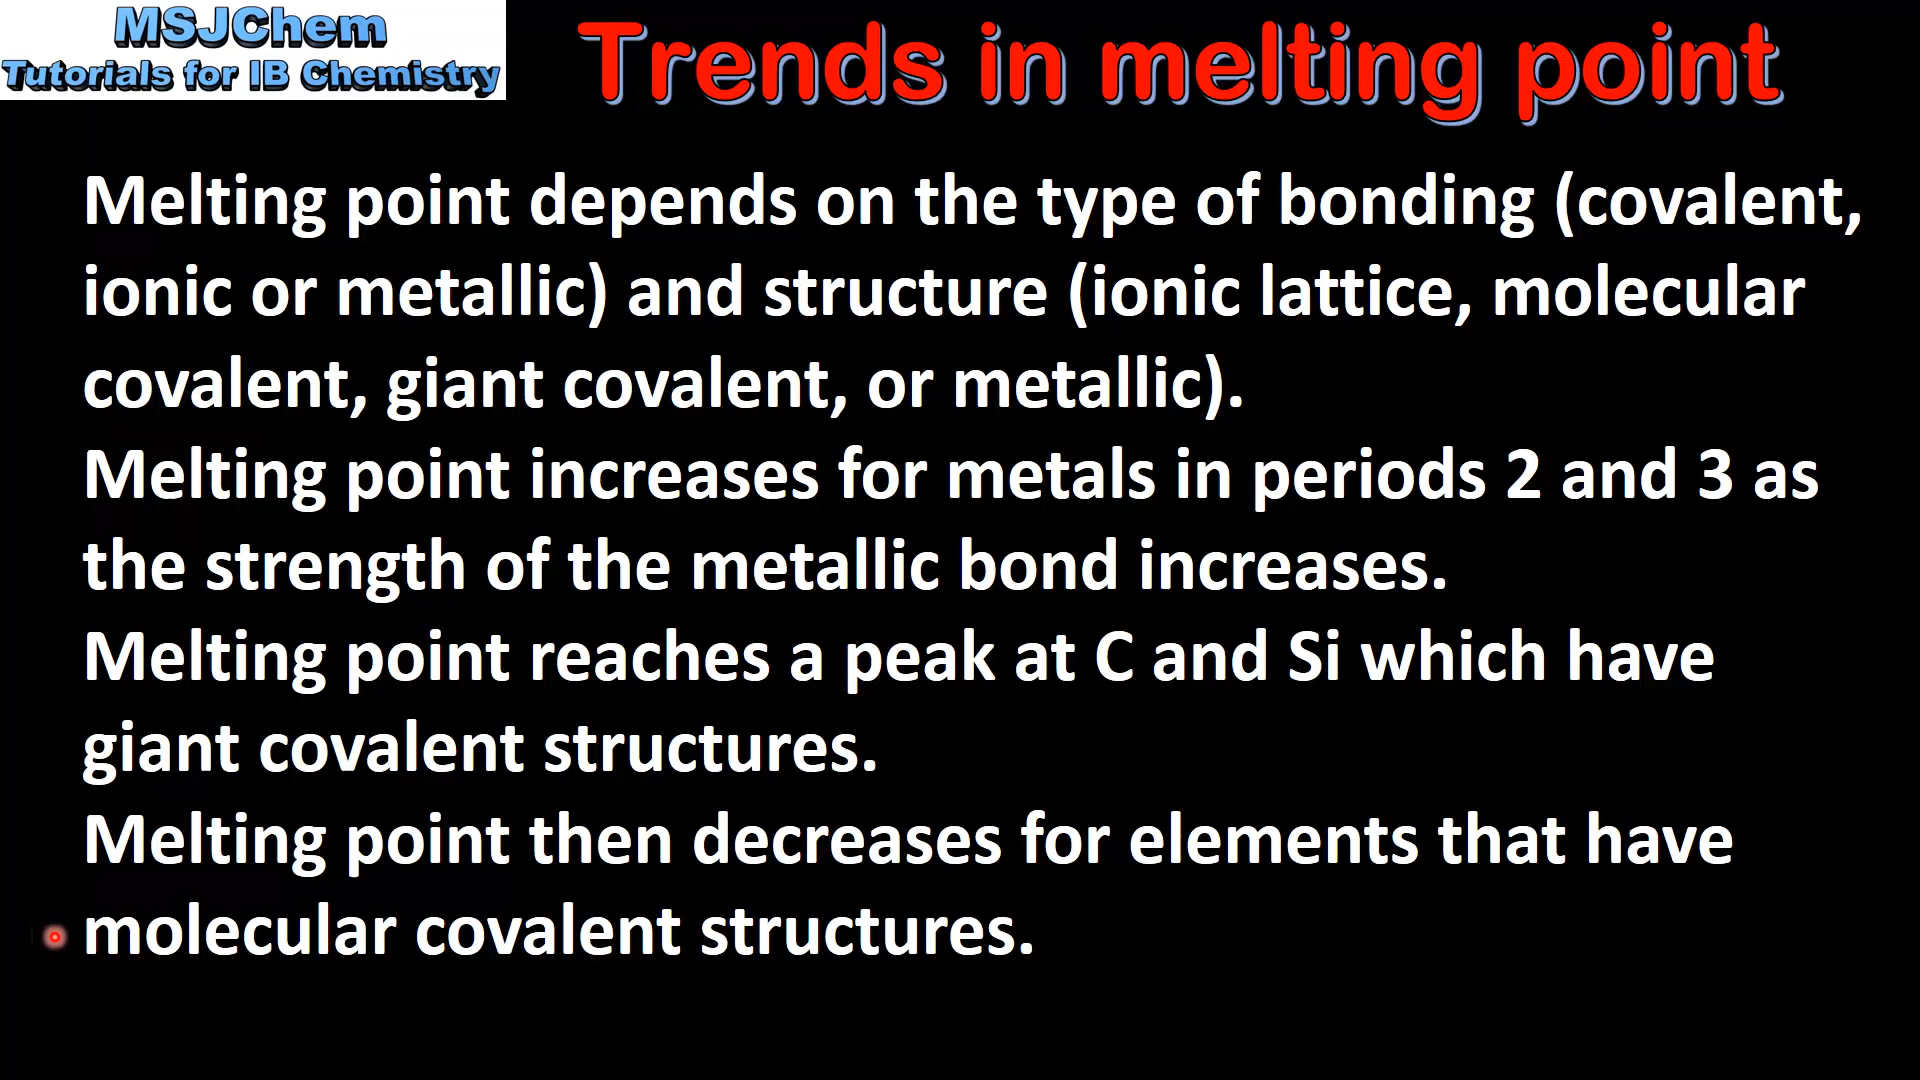 MSJChem
Tutorials for IB Chemistry
Trends in melting point
Melting point depends on the type of bonding (covalent,
ionic or metallic) and structure (ionic lattice, molecular
covalent, giant covalent, or metallic).
Melting point increases for metals in periods 2 and 3 as
the strength of the metallic bond increases.
Melting point reaches a peak at C and Si which have
giant covalent structures.
Melting point then decreases for elements that have
molecular covalent structures.